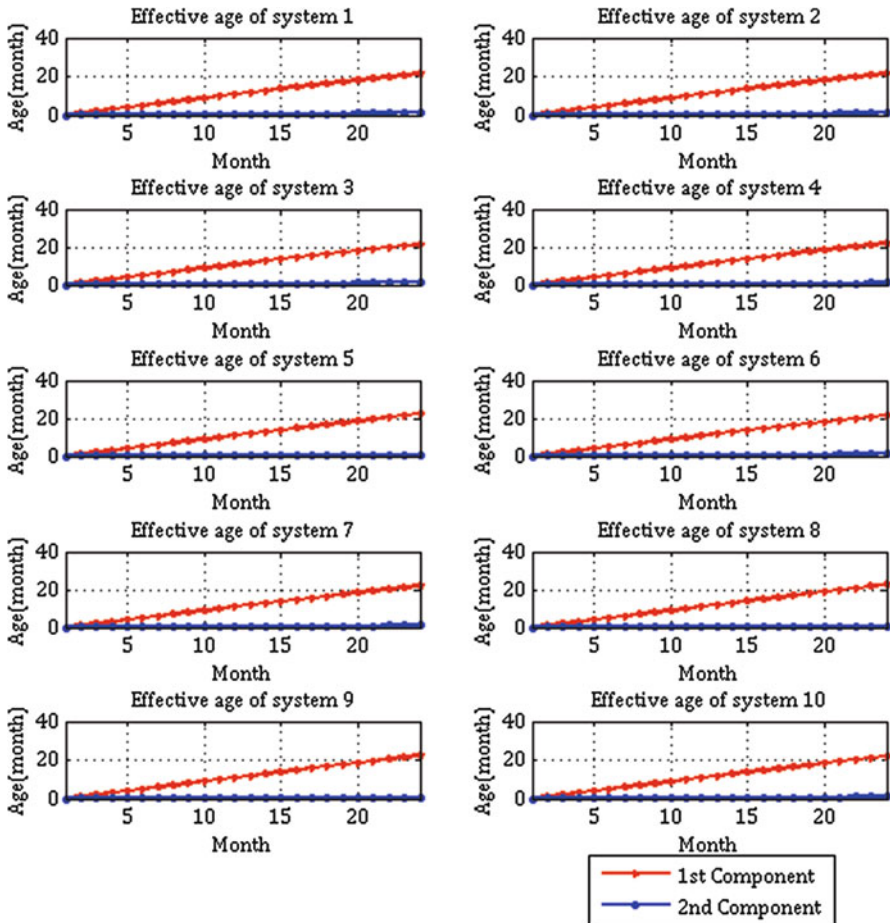 Effective age of system 1
Age(month)
40
20
0
5 10 15 20
Month
Effective age of system 2
Age(month)
40
20
0
5 10 15 20
Month
Effective age of system 3
Age(month)
40
20
0
5 10 15 20
Month
Effective age of system 4
Age(month)
40
20
0
5 10 15 20
Month
Effective age of system 5
Age(month)
40
20
0
5 10 15 20
Month
Effective age of system 6
Age(month)
40
20
0
5 10 15 20
Month
Effective age of system 7
Age(month)
40
20
0
5 10 15 20
Month
Effective age of system 8
Age(month)
40
20
0
5 10 15 20
Month
Effective age of system 9
Age(month)
40
20
0
5 10 15 20
Month
Effective age of system 10
Age(month)
40
20
0
5 10 15 20
Month
1st Component
2nd Component